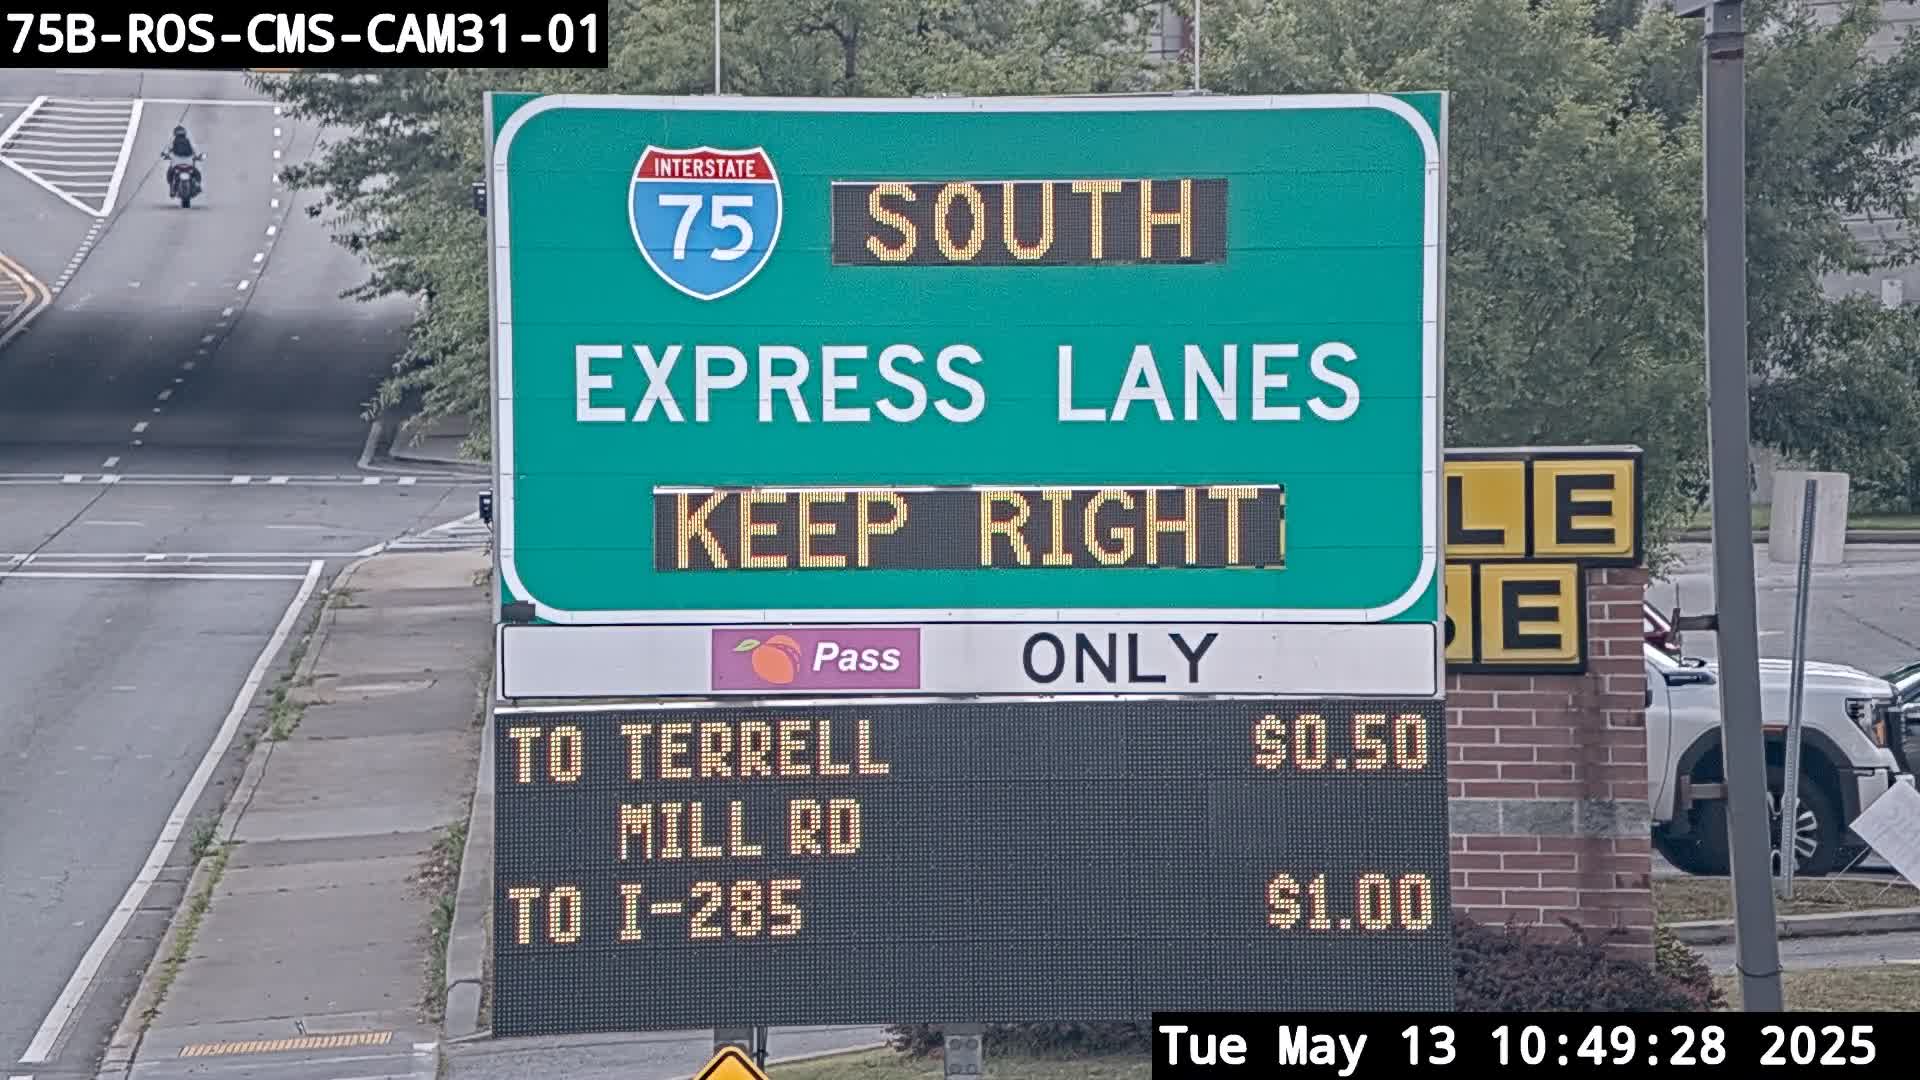 75B-ROS-CMS-CAM31-01
INTERSTATE
75
SOUTH
EXPRESS LANES
KEEP RIGHT
Pass
ONLY
TO TERRELL $0.50
MILL RD
TO I-285 $1.00
LE
E
Tue May 13 10:49:28 2025